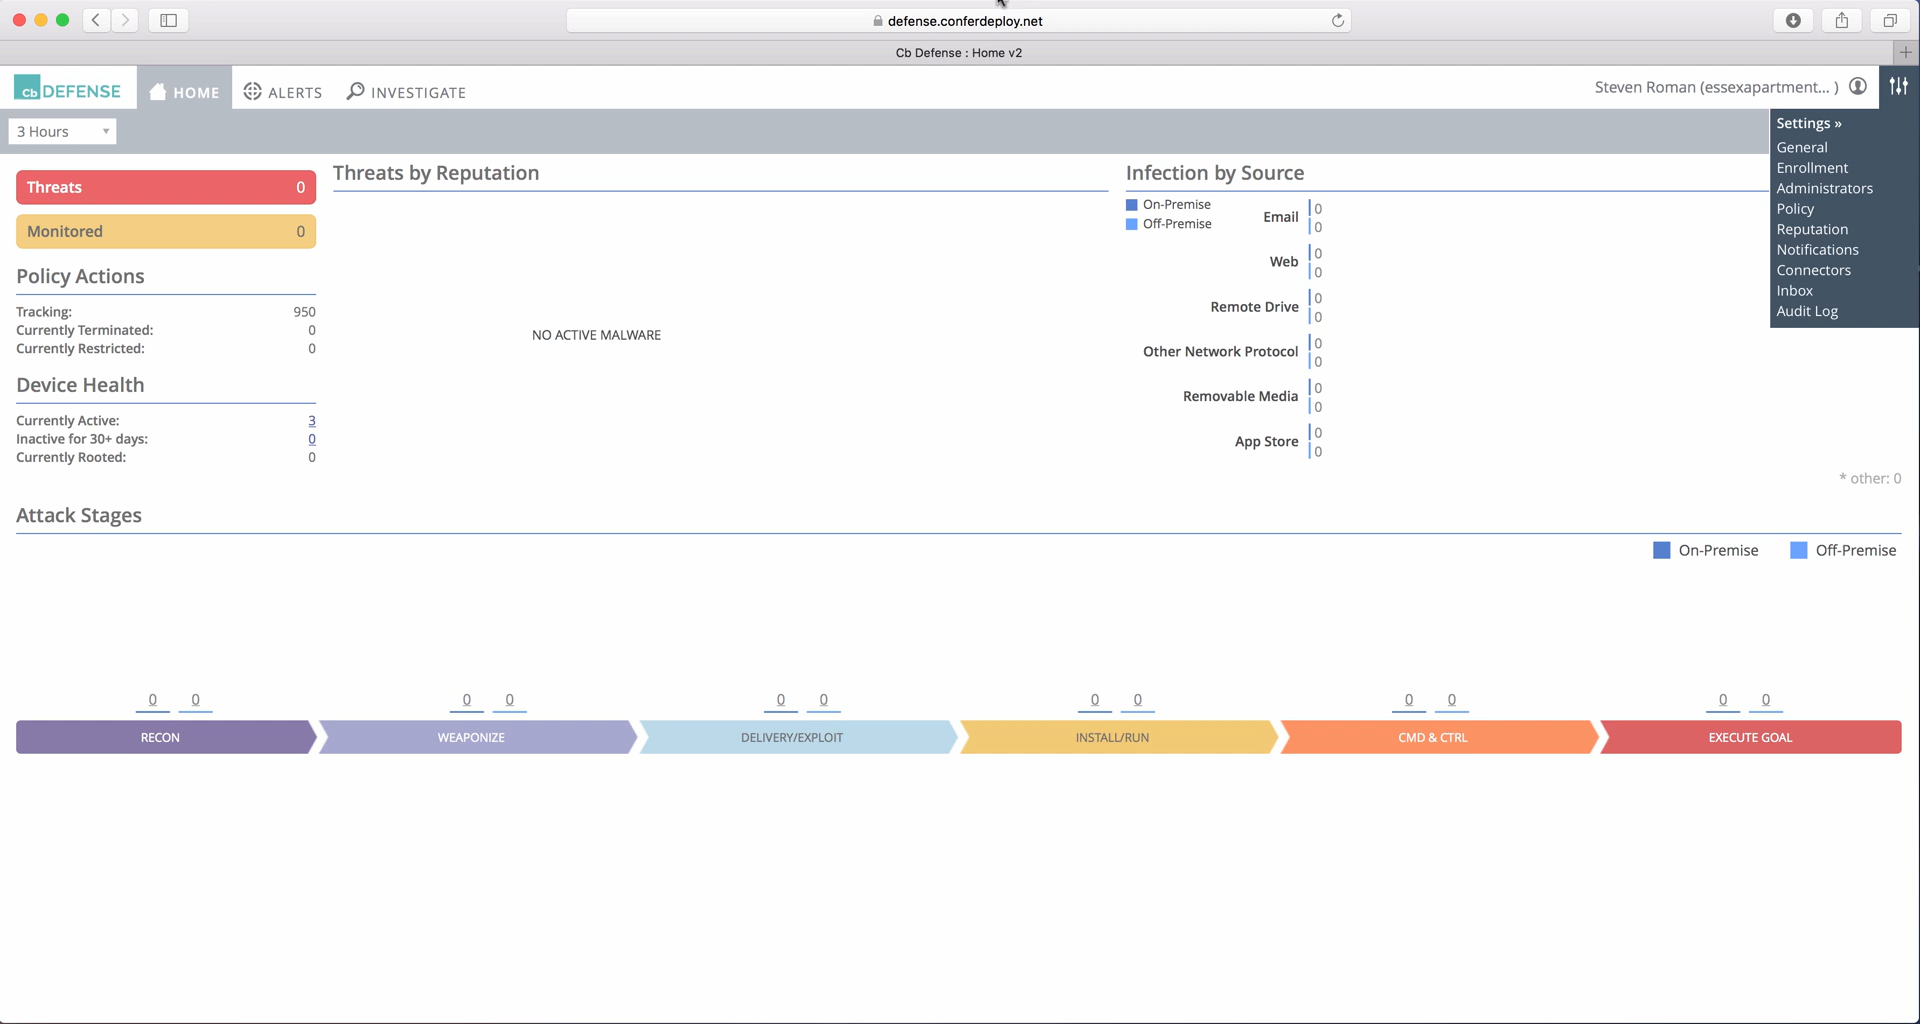 defense.conferdeploy.net
Cb Defense : Home v2
Cb DEFENSE
HOME
ALERTS
INVESTIGATE
Steven Roman (essexapartment... )
3 Hours
Settings »
General
Enrollment
Administrators
Policy
Reputation
Notifications
Connectors
Inbox
Audit Log
Threats 0
Monitored 0
Policy Actions
Tracking: 950
Currently Terminated: 0
Currently Restricted: 0
Device Health
Currently Active: 3
Inactive for 30+ days: 0
Currently Rooted: 0
Threats by Reputation
NO ACTIVE MALWARE
Infection by Source
On-Premise
Off-Premise
Email 0
0
Web 0
0
Remote Drive 0
0
Other Network Protocol 0
0
Removable Media 0
0
App Store 0
0
* other: 0
Attack Stages
On-Premise Off-Premise
0 0 0 0 0 0 0 0 0 0 0 0
RECON WEAPONIZE DELIVERY/EXPLOIT INSTALL/RUN CMD & CTRL EXECUTE GOAL